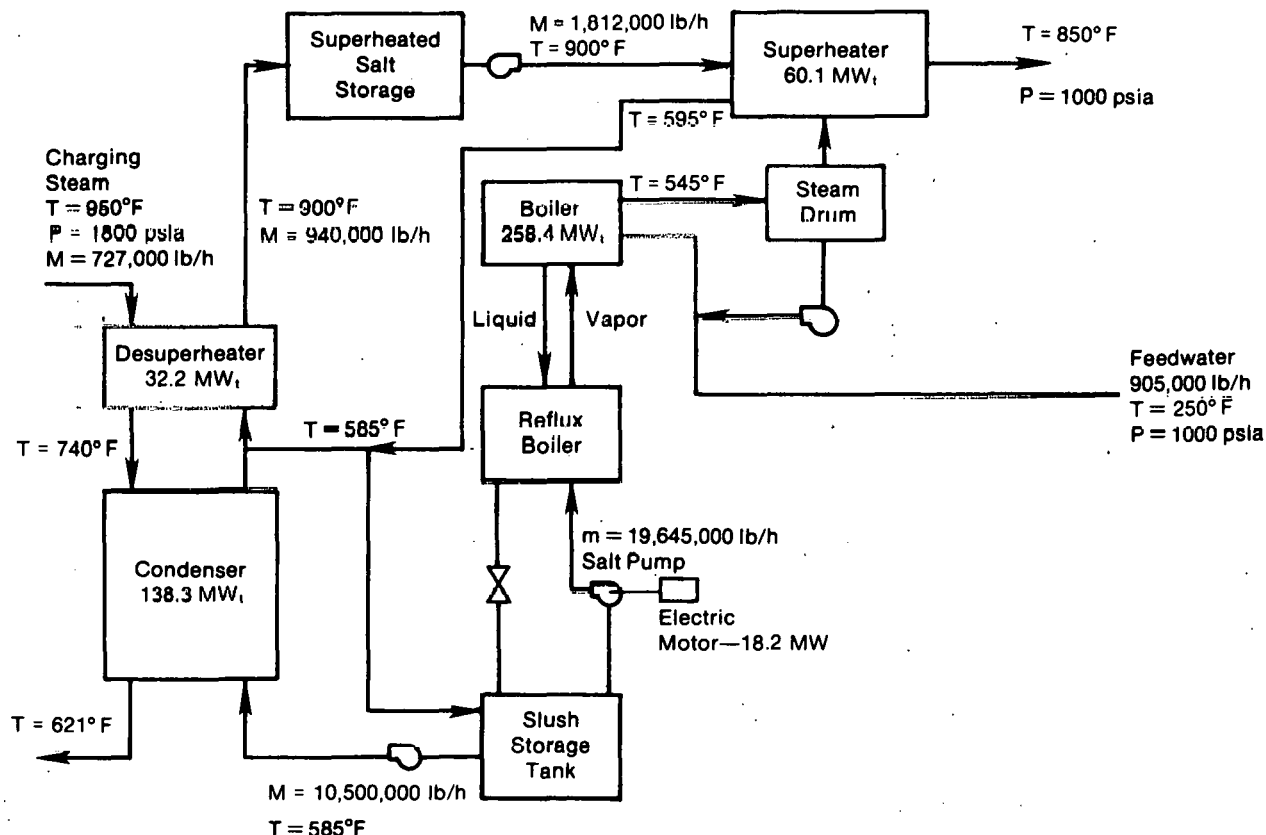 M = 1,812,000 lb/h
T = 900° F
Superheated
Salt
Storage
Superheater
60.1 MWt
T = 850° F
P = 1000 psia
T = 595° F
Charging
Steam
T = 950°F
P = 1800 psia
M = 727,000 lb/h
T = 900°F
M = 940,000 lb/h
Boiler
258.4 MWt
T = 545° F
Steam
Drum
Liquid
Vapor
Desuperheater
32.2 MWt
Feedwater
905,000 lb/h
T = 250° F
P = 1000 psia
T = 740° F
T = 585° F
Reflux
Boiler
Condenser
138.3 MWt
m = 19,645,000 lb/h
Salt Pump
Electric
Motor—18.2 MW
T = 621° F
Slush
Storage
Tank
M = 10,500,000 lb/h
T = 585°F